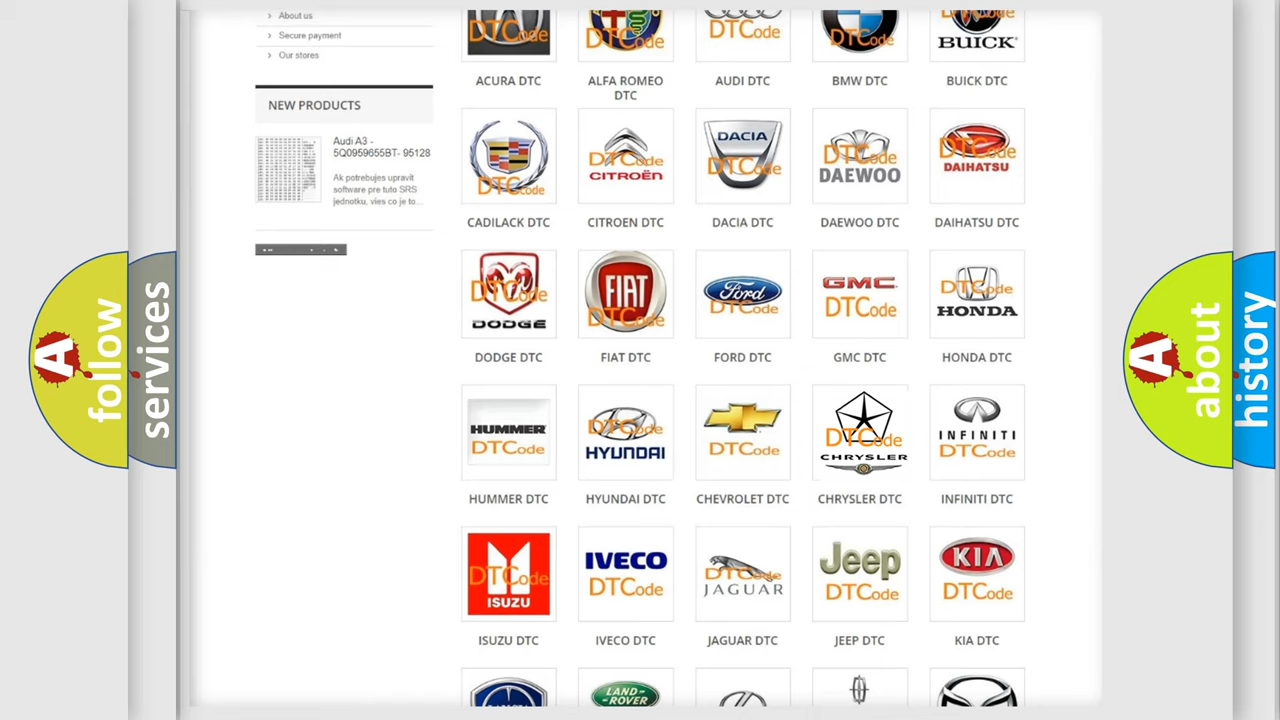 About us
Secure payment
Our stores
NEW PRODUCTS
Audi A3 -
5Q0959655BT- 95128
Ak potrebujes upravit
software pre tuto SRS
jednotku, vies co je to...
DTCode
DTCode
DTCode
DTCode
BUICK
ACURA DTC
ALFA ROMEO
DTC
AUDI DTC
BMW DTC
BUICK DTC
DTCode
DTCode
CITROËN
DACIA
DTCode
DTCode
DAEWOO
DTCode
DAIHATSU
CADILACK DTC
CITROEN DTC
DACIA DTC
DAEWOO DTC
DAIHATSU DTC
DTCode
DODGE
FIAT
DTCode
Ford
DTCode
GMC
DTCode
DTCode
HONDA
DODGE DTC
FIAT DTC
FORD DTC
GMC DTC
HONDA DTC
HUMMER
DTCode
DTCode
HYUNDAI
DTCode
DTCode
CHRYSLER
INFINITI
DTCode
HUMMER DTC
HYUNDAI DTC
CHEVROLET DTC
CHRYSLER DTC
INFINITI DTC
DTCode
ISUZU
IVECO
DTCode
DTCode
JAGUAR
Jeep
DTCode
KIA
DTCode
ISUZU DTC
IVECO DTC
JAGUAR DTC
JEEP DTC
KIA DTC
LAND-
ROVER
A
follow
services
A
about
history